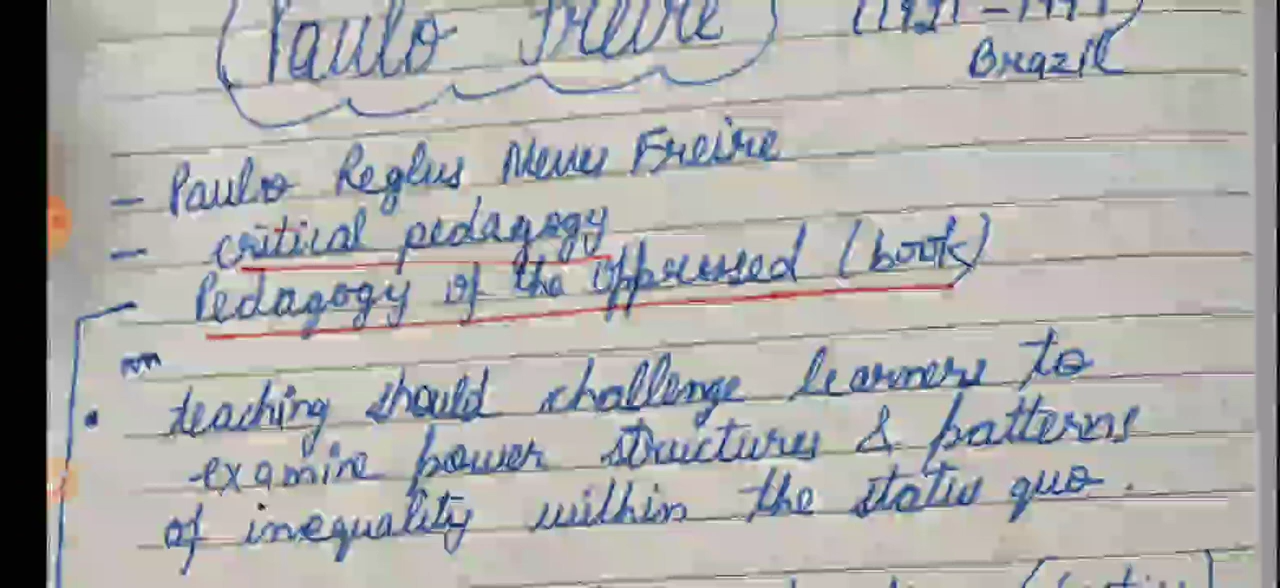 Paulo Freire
Brazil
- Paulo Reglus Neves Freire
- critical pedagogy
- Pedagogy of the Oppressed (book)
• teaching should challenge learners to
examine power structures & patterns
of inequality within the status quo.